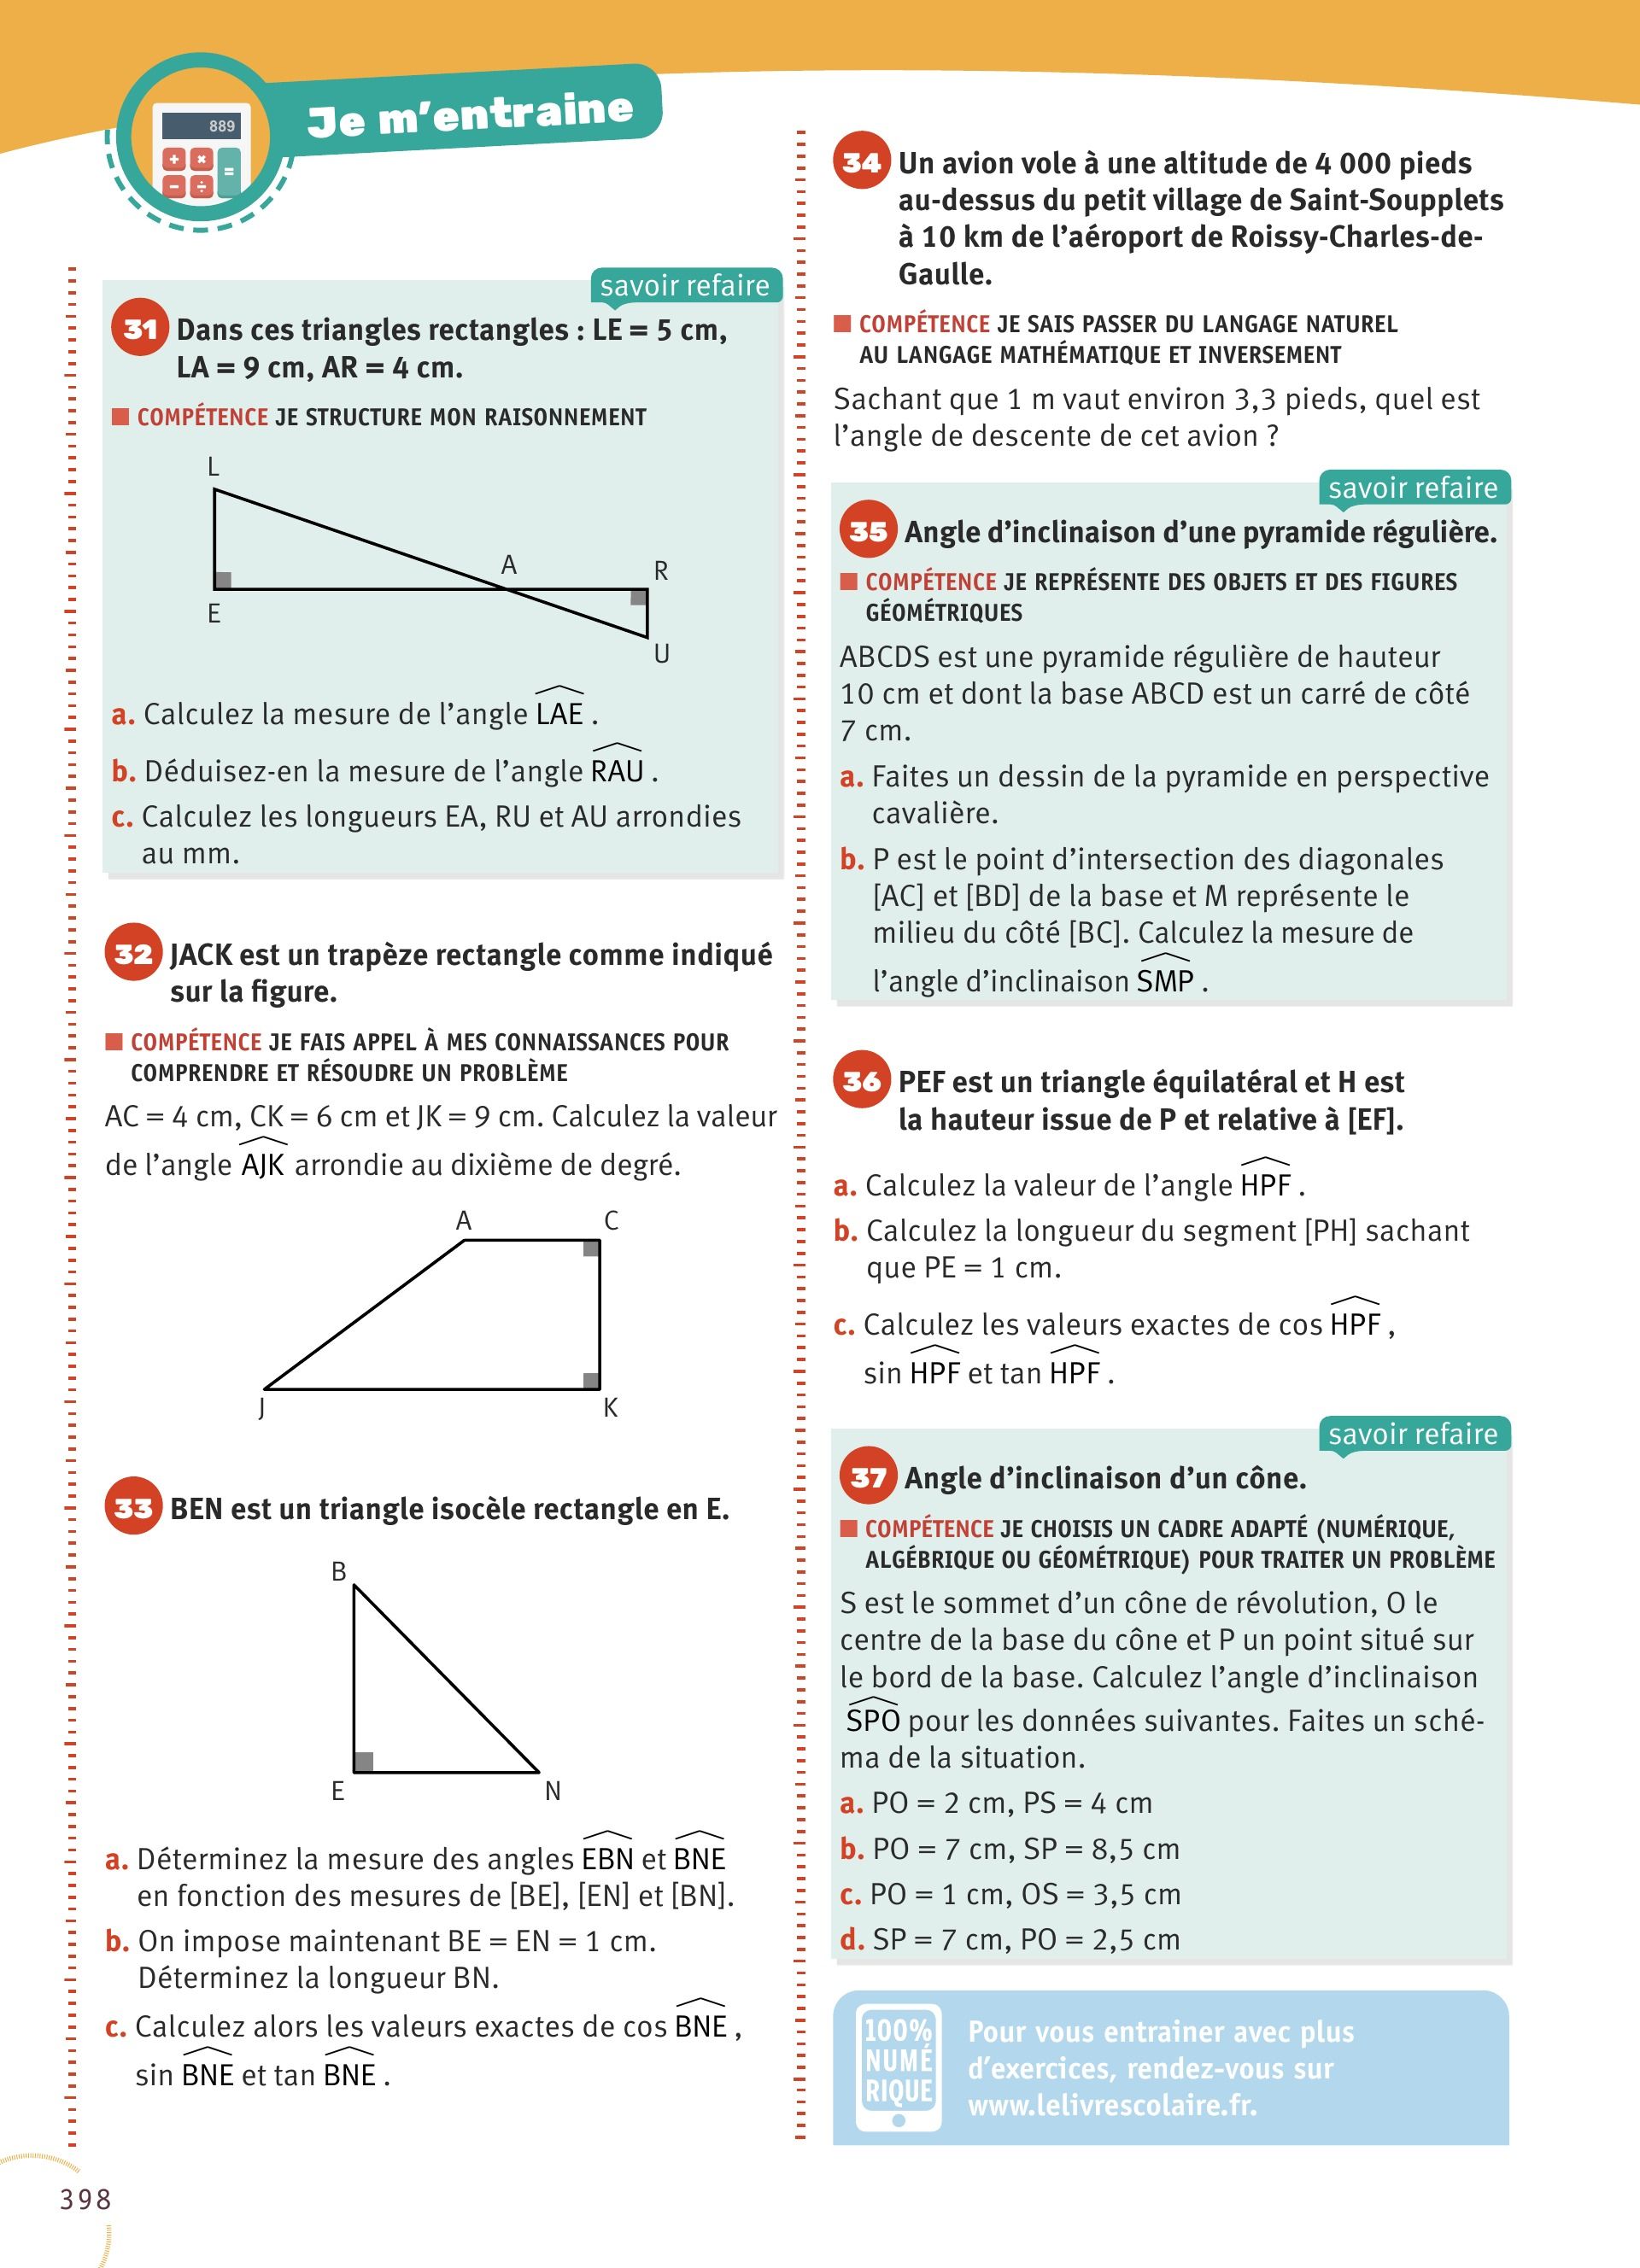 889
Je m'entraine
savoir refaire
31 Dans ces triangles rectangles : LE = 5 cm,
LA = 9 cm, AR = 4 cm.
COMPÉTENCE JE STRUCTURE MON RAISONNEMENT
L
A
R
E
U
a. Calculez la mesure de l'angle LAE .
b. Déduisez-en la mesure de l'angle RAU .
c. Calculez les longueurs EA, RU et AU arrondies
au mm.
32 JACK est un trapèze rectangle comme indiqué
sur la figure.
COMPÉTENCE JE FAIS APPEL À MES CONNAISSANCES POUR
COMPRENDRE ET RÉSOUDRE UN PROBLÈME
AC = 4 cm, CK = 6 cm et JK = 9 cm. Calculez la valeur
de l'angle AJK arrondie au dixième de degré.
A
C
J
K
33 BEN est un triangle isocèle rectangle en E.
B
E
N
a. Déterminez la mesure des angles EBN et BNE
en fonction des mesures de [BE], [EN] et [BN].
b. On impose maintenant BE = EN = 1 cm.
Déterminez la longueur BN.
c. Calculez alors les valeurs exactes de cos BNE ,
sin BNE et tan BNE .
34 Un avion vole à une altitude de 4 000 pieds
au-dessus du petit village de Saint-Soupplets
à 10 km de l'aéroport de Roissy-Charles-de-
Gaulle.
COMPÉTENCE JE SAIS PASSER DU LANGAGE NATUREL
AU LANGAGE MATHÉMATIQUE ET INVERSEMENT
Sachant que 1 m vaut environ 3,3 pieds, quel est
l'angle de descente de cet avion ?
savoir refaire
35 Angle d'inclinaison d'une pyramide régulière.
COMPÉTENCE JE REPRÉSENTE DES OBJETS ET DES FIGURES
GÉOMÉTRIQUES
ABCDS est une pyramide régulière de hauteur
10 cm et dont la base ABCD est un carré de côté
7 cm.
a. Faites un dessin de la pyramide en perspective
cavalière.
b. P est le point d'intersection des diagonales
[AC] et [BD] de la base et M représente le
milieu du côté [BC]. Calculez la mesure de
l'angle d'inclinaison SMP .
36 PEF est un triangle équilatéral et H est
la hauteur issue de P et relative à [EF].
a. Calculez la valeur de l'angle HPF .
b. Calculez la longueur du segment [PH] sachant
que PE = 1 cm.
c. Calculez les valeurs exactes de cos HPF ,
sin HPF et tan HPF .
savoir refaire
37 Angle d'inclinaison d'un cône.
COMPÉTENCE JE CHOISIS UN CADRE ADAPTÉ (NUMÉRIQUE,
ALGÉBRIQUE OU GÉOMÉTRIQUE) POUR TRAITER UN PROBLÈME
S est le sommet d'un cône de révolution, O le
centre de la base du cône et P un point situé sur
le bord de la base. Calculez l'angle d'inclinaison
SPO pour les données suivantes. Faites un sché-
ma de la situation.
a. PO = 2 cm, PS = 4 cm
b. PO = 7 cm, SP = 8,5 cm
c. PO = 1 cm, OS = 3,5 cm
d. SP = 7 cm, PO = 2,5 cm
100%
NUMÉ
RIQUE
Pour vous entrainer avec plus
d'exercices, rendez-vous sur
www.lelivrescolaire.fr.
398